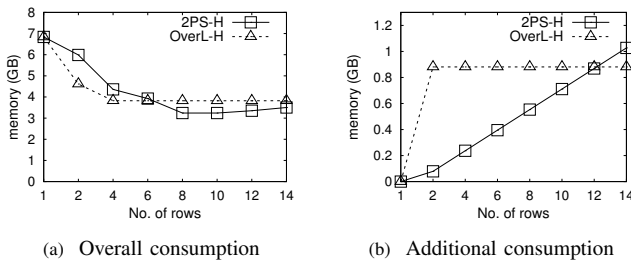 8
7
6
5
4
3
2
1
0
memory (GB)
2PS-H
OverL-H
1 2 4 6 8 10 12 14
No. of rows
(a) Overall consumption
1.4
1.2
1
0.8
0.6
0.4
0.2
0
memory (GB)
2PS-H
OverL-H
1 2 4 6 8 10 12 14
No. of rows
(b) Additional consumption